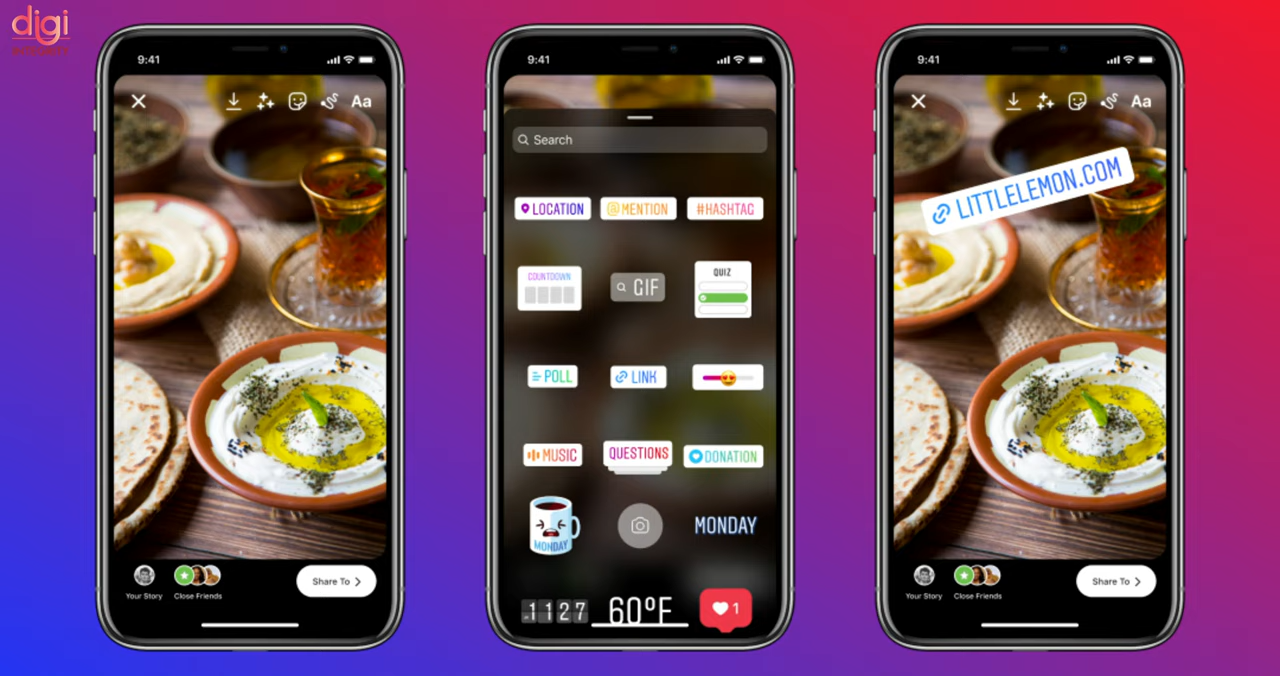 digi
9:41
Aa
Your Story
Close Friends
Share To
9:41
Search
LOCATION
@MENTION
#HASHTAG
COUNTDOWN
GIF
QUIZ
POLL
LINK
MUSIC
QUESTIONS
DONATION
MONDAY
MONDAY
11 27
60°F
1
9:41
Aa
LITTLELEMON.COM
Your Story
Close Friends
Share To